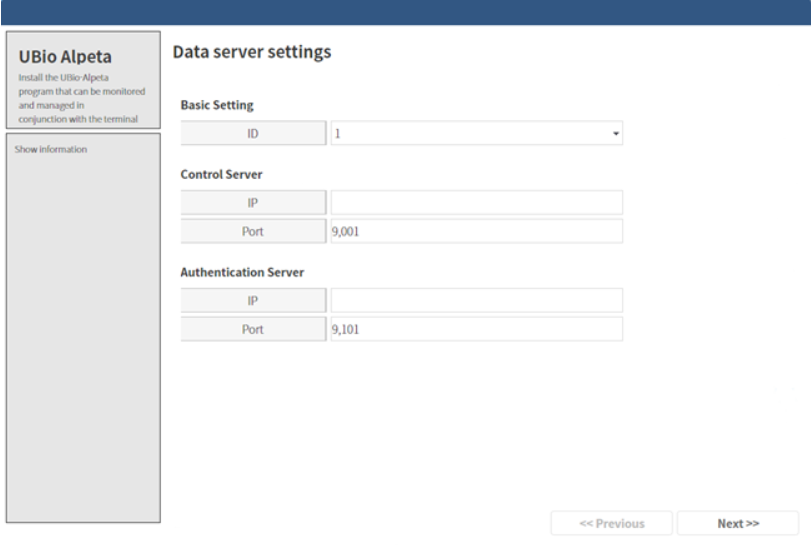 UBio Alpeta
Install the UBio-Alpeta
program that can be monitored
and managed in
conjunction with the terminal
Show information
Data server settings
Basic Setting
ID 1
Control Server
IP
Port 9,001
Authentication Server
IP
Port 9,101
<< Previous Next >>